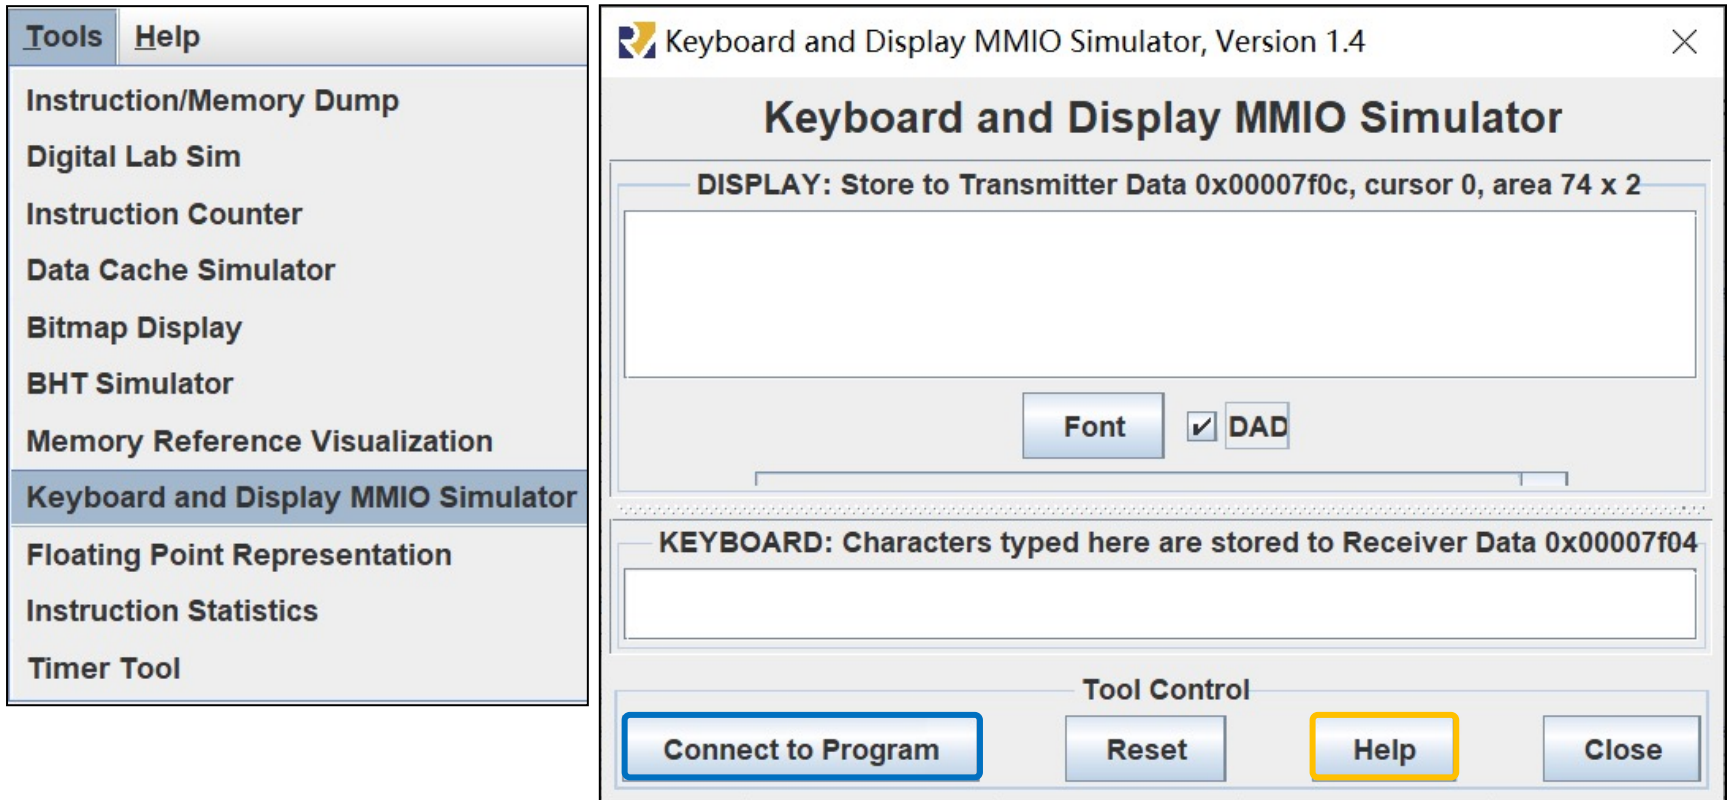 Tools Help
Instruction/Memory Dump
Digital Lab Sim
Instruction Counter
Data Cache Simulator
Bitmap Display
BHT Simulator
Memory Reference Visualization
Keyboard and Display MMIO Simulator
Floating Point Representation
Instruction Statistics
Timer Tool
Keyboard and Display MMIO Simulator, Version 1.4
Keyboard and Display MMIO Simulator
DISPLAY: Store to Transmitter Data 0x00007f0c, cursor 0, area 74 x 2
Font DAD
KEYBOARD: Characters typed here are stored to Receiver Data 0x00007f04
Tool Control
Connect to Program Reset Help Close